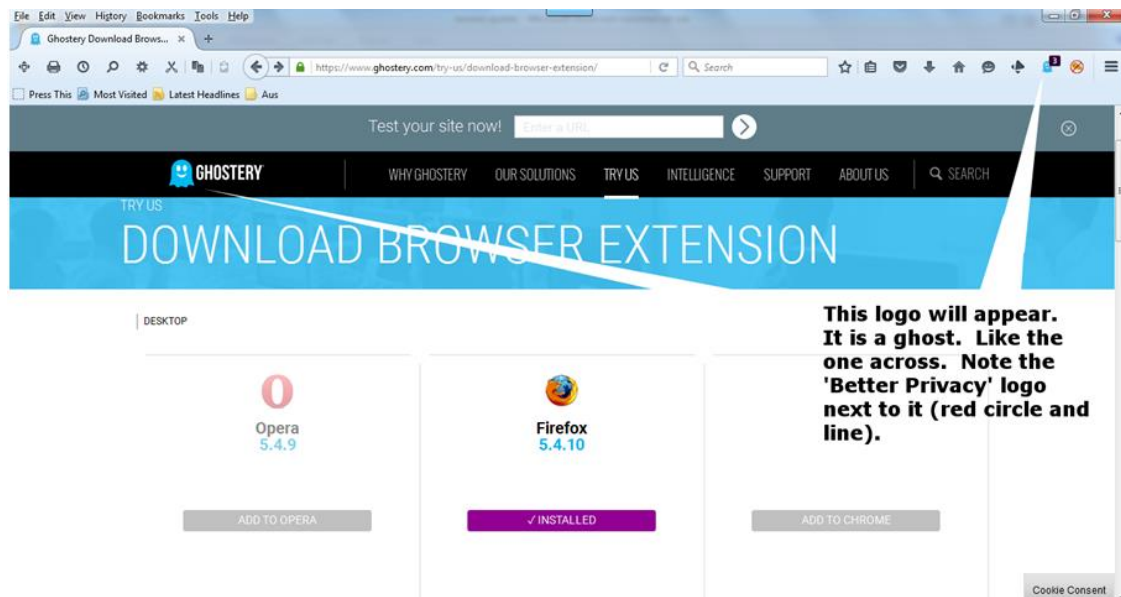 File Edit View History Bookmarks Tools Help
Ghostery Download Brows...
https://www.ghostery.com/try-us/download-browser-extension/
Search
Press This Most Visited Latest Headlines Aus
3
Test your site now! Enter a URL
GHOSTERY
WHY GHOSTERY OUR SOLUTIONS TRY US INTELLIGENCE SUPPORT ABOUT US SEARCH
TRY US
DOWNLOAD BROWSER EXTENSION
DESKTOP
This logo will appear.
It is a ghost. Like the
one across. Note the
'Better Privacy' logo
next to it (red circle and
line).
Opera
5.4.9
Firefox
5.4.10
ADD TO OPERA
✓ INSTALLED
ADD TO CHROME
Cookie Consent